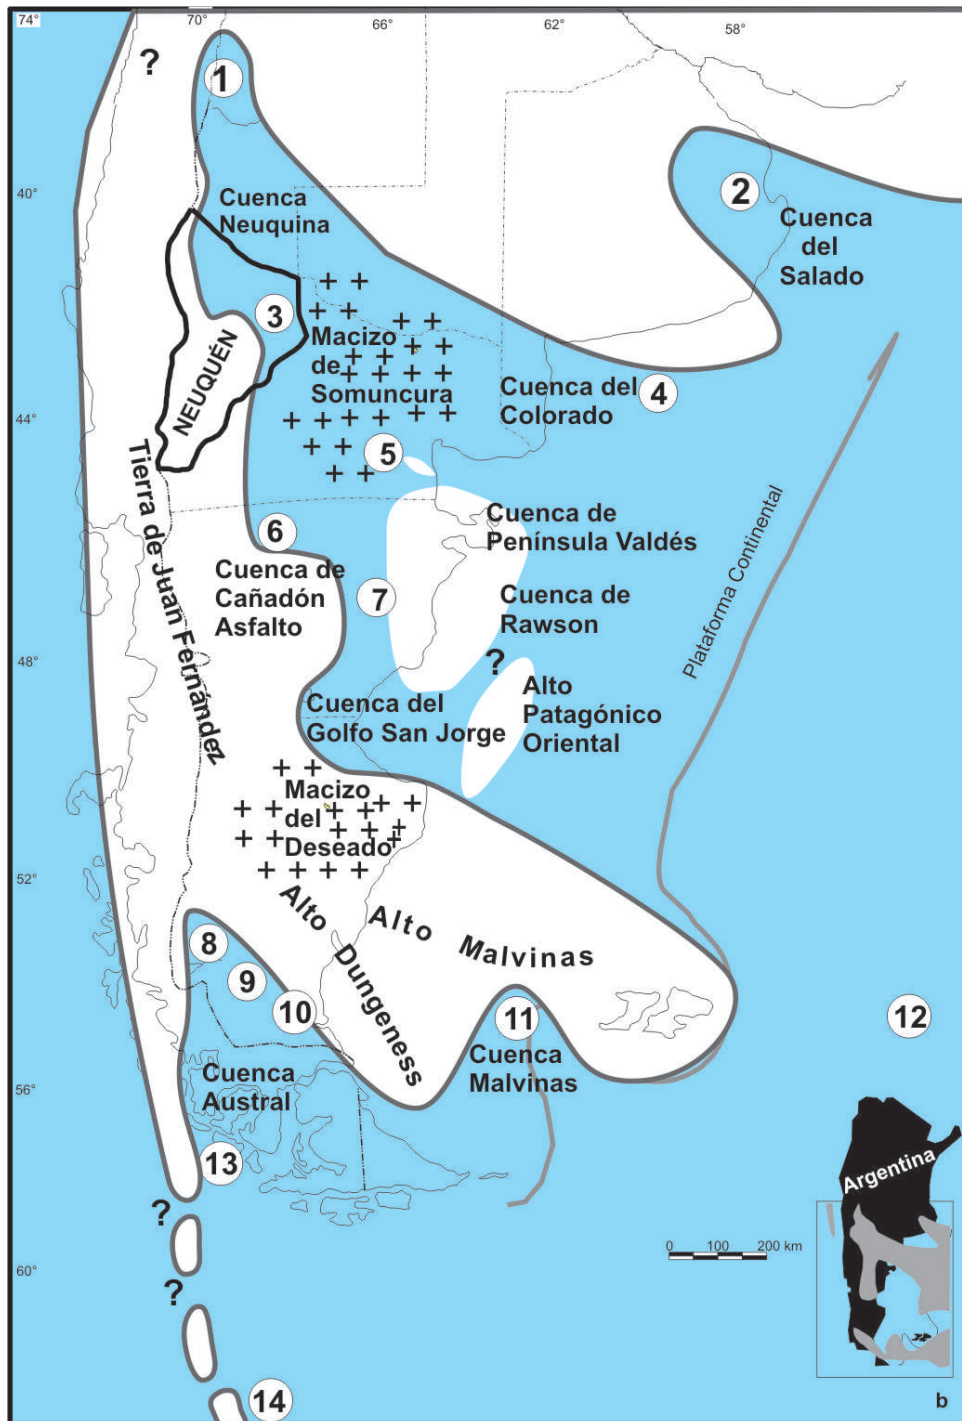 74°
70°
66°
62°
58°
?
1
40°
2
Cuenca
Neuquina
Cuenca
del
Salado
3
Macizo
de
Somuncura
NEUQUÉN
Cuenca del
Colorado
4
44°
5
Tierra de Juan Fernández
Cuenca de
Península Valdés
Plataforma Continental
6
Cuenca de
Cañadón
Asfalto
7
Cuenca de
Rawson
48°
?
Alto
Patagónico
Oriental
Cuenca del
Golfo San Jorge
Macizo
del
Deseado
52°
Alto Dungeness
Alto Malvinas
8
9
10
11
12
Cuenca
Malvinas
56°
Cuenca
Austral
13
Argentina
?
0 100 200 km
60°
?
14
b